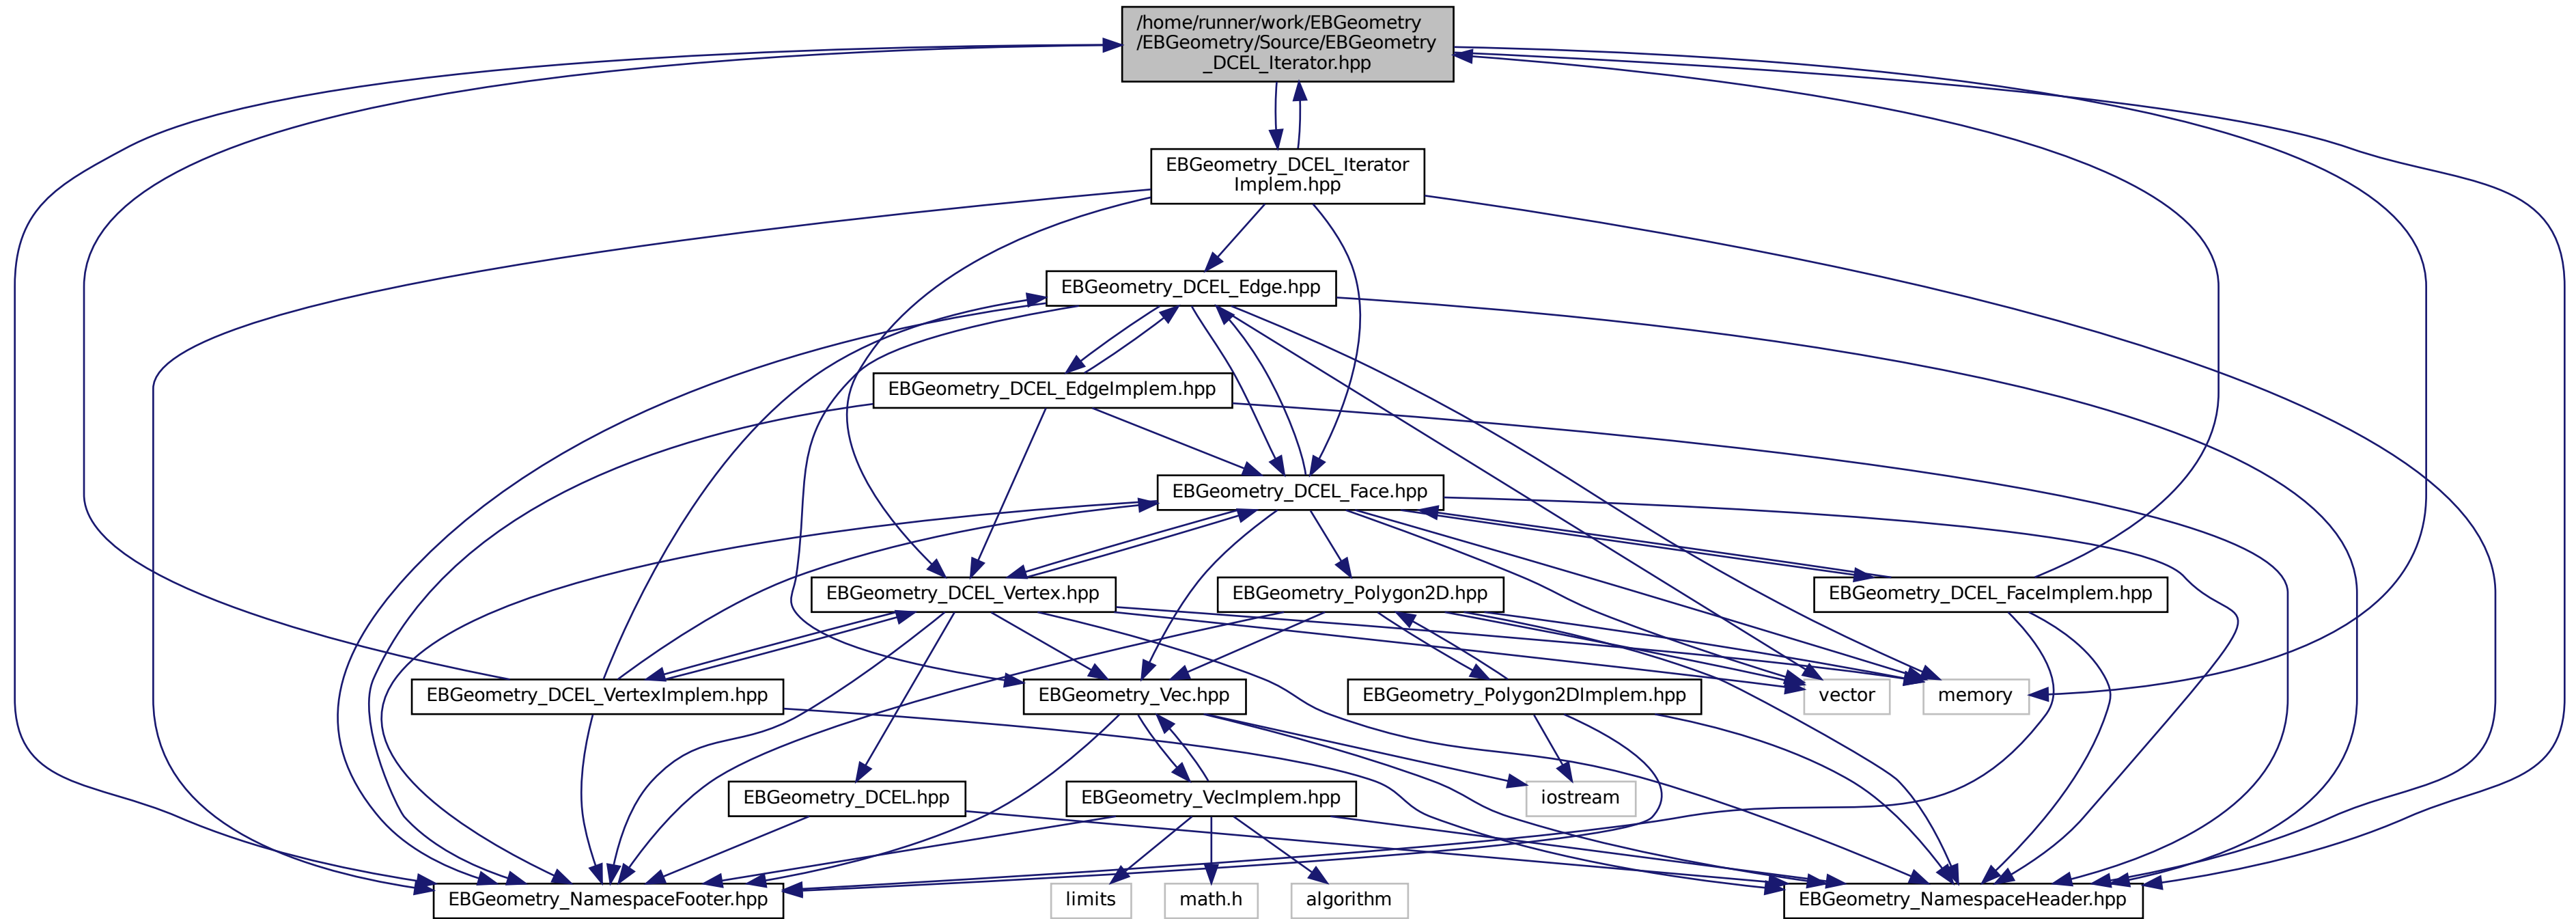 /home/runner/work/EBGeometry
/EBGeometry/Source/EBGeometry
_DCEL_Iterator.hpp
EBGeometry_DCEL_Iterator
Implem.hpp
EBGeometry_DCEL_Edge.hpp
EBGeometry_DCEL_EdgeImplem.hpp
EBGeometry_DCEL_Face.hpp
EBGeometry_DCEL_Vertex.hpp
EBGeometry_Polygon2D.hpp
EBGeometry_DCEL_FaceImplem.hpp
EBGeometry_DCEL_VertexImplem.hpp
EBGeometry_Vec.hpp
EBGeometry_Polygon2DImplem.hpp
vector
memory
EBGeometry_DCEL.hpp
EBGeometry_VecImplem.hpp
iostream
EBGeometry_NamespaceFooter.hpp
limits
math.h
algorithm
EBGeometry_NamespaceHeader.hpp